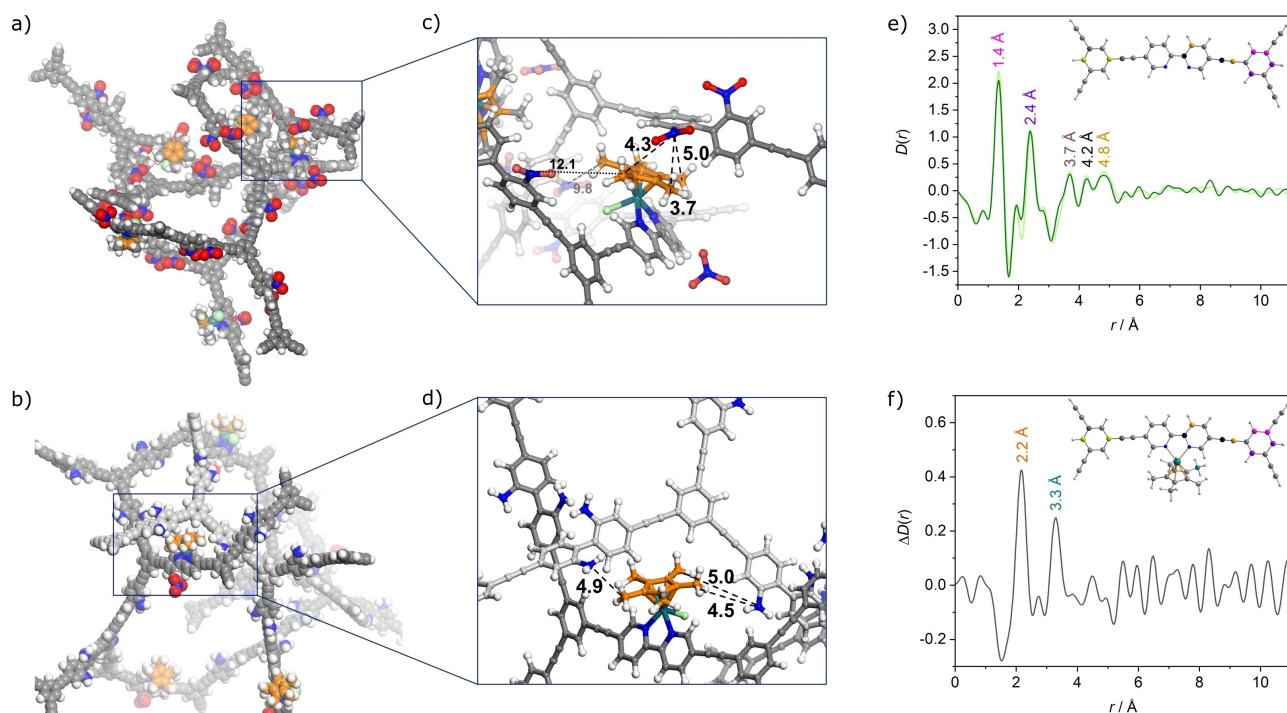 a)
b)
c)
4.3
5.0
12.1
9.8
3.7
d)
4.9
5.0
4.5
e)
3.0
2.5
2.0
1.5
1.0
0.5
0.0
-0.5
-1.0
-1.5
D(r)
1.4 Å
2.4 Å
3.7 Å
4.2 Å
4.8 Å
0 2 4 6 8 10
r / Å
f)
0.6
0.4
0.2
0.0
-0.2
ΔD(r)
2.2 Å
3.3 Å
0 2 4 6 8 10
r / Å